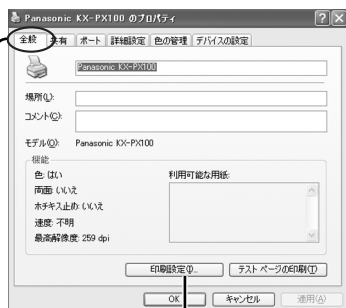 Panasonic KX-PX100 のプロパティ
全般 共有 ポート 詳細設定 色の管理 デバイスの設定
Panasonic KX-PX100
場所(L):
コメント(C):
モデル(O): Panasonic KX-PX100
機能
色: はい
利用可能な用紙:
両面: いいえ
ホチキス止め: いいえ
速度: 不明
最高解像度: 259 dpi
印刷設定(I)... テスト ページの印刷(T)
OK キャンセル 適用(A)